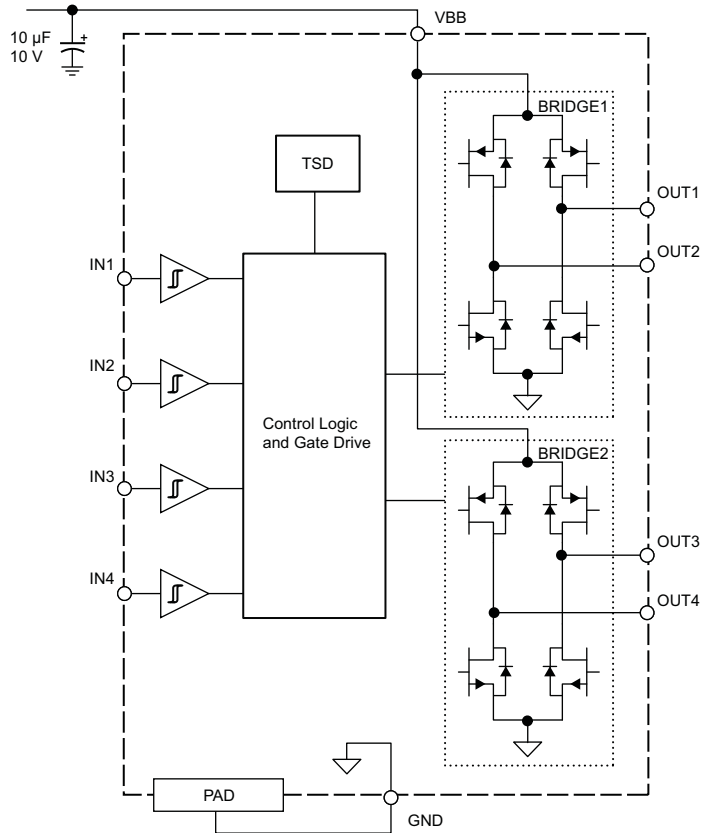 VBB
10 µF
10 V
+
BRIDGE1
TSD
OUT1
OUT2
IN1
IN2
Control Logic
and Gate Drive
IN3
BRIDGE2
OUT3
IN4
OUT4
PAD
GND